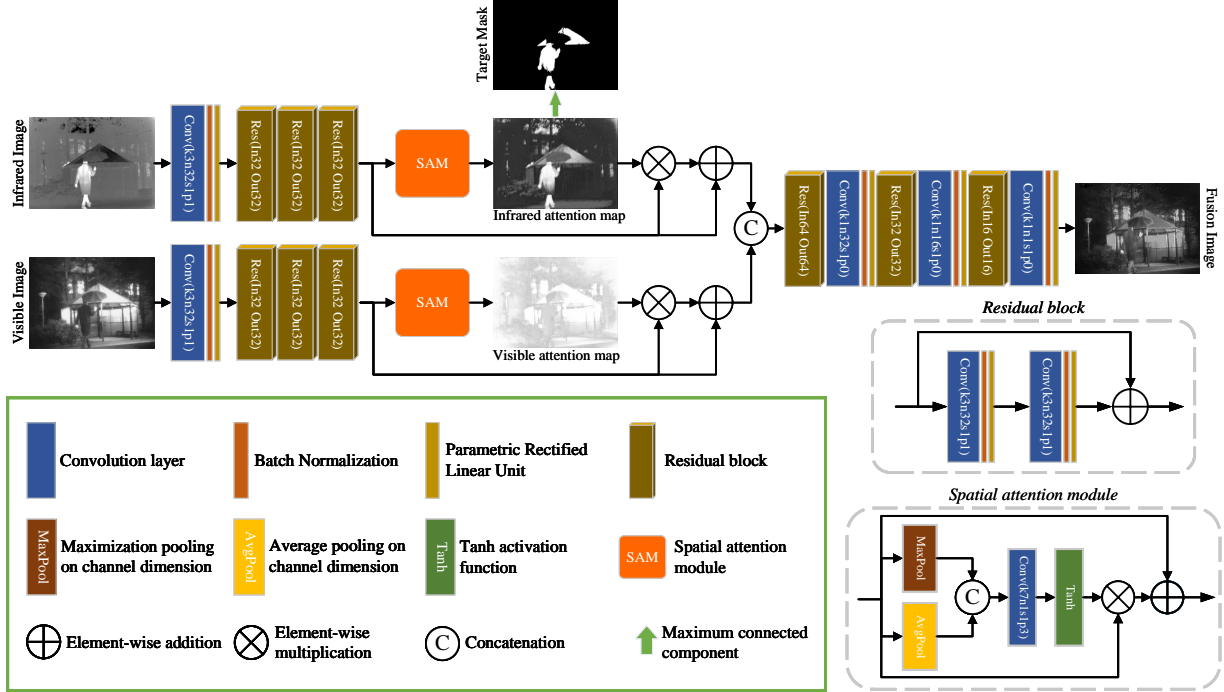 Target Mask
Infrared Image
Conv(k3n32s1p1)
Res(In32 Out32)
Res(In32 Out32)
Res(In32 Out32)
SAM
Infrared attention map
Visible Image
Conv(k3n32s1p1)
Res(In32 Out32)
Res(In32 Out32)
Res(In32 Out32)
SAM
Visible attention map
C
Res(In64 Out64)
Conv(k1n32s1p0)
Res(In32 Out32)
Conv(k1n16s1p0)
Res(In16 Out16)
Conv(k1n1s1p0)
Fusion Image
Residual block
Conv(k3n32s1p1)
Conv(k3n32s1p1)
Spatial attention module
MaxPool
AvgPool
C
Conv(k7n1s1p3)
Tanh
Convolution layer
Batch Normalization
Parametric Rectified
Linear Unit
Residual block
MaxPool
Maximization pooling
on channel dimension
AvgPool
Average pooling on
channel dimension
Tanh
Tanh activation
function
SAM
Spatial attention
module
Element-wise addition
Element-wise
multiplication
C
Concatenation
Maximum connected
component